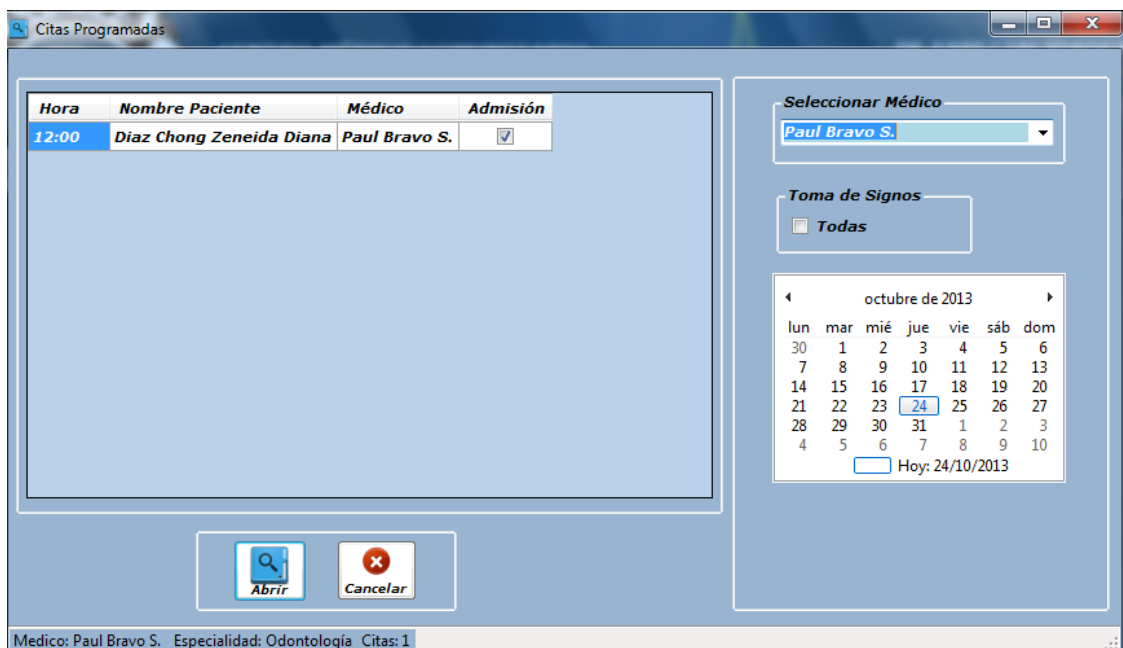 Citas Programadas
Hora Nombre Paciente Médico Admisión
12:00 Diaz Chong Zeneida Diana Paul Bravo S.
Seleccionar Médico
Paul Bravo S.
Toma de Signos
Todas
octubre de 2013
lun mar mié jue vie sáb dom
30 1 2 3 4 5 6
7 8 9 10 11 12 13
14 15 16 17 18 19 20
21 22 23 24 25 26 27
28 29 30 31 1 2 3
4 5 6 7 8 9 10
Hoy: 24/10/2013
Abrir Cancelar
Medico: Paul Bravo S. Especialidad: Odontología Citas: 1